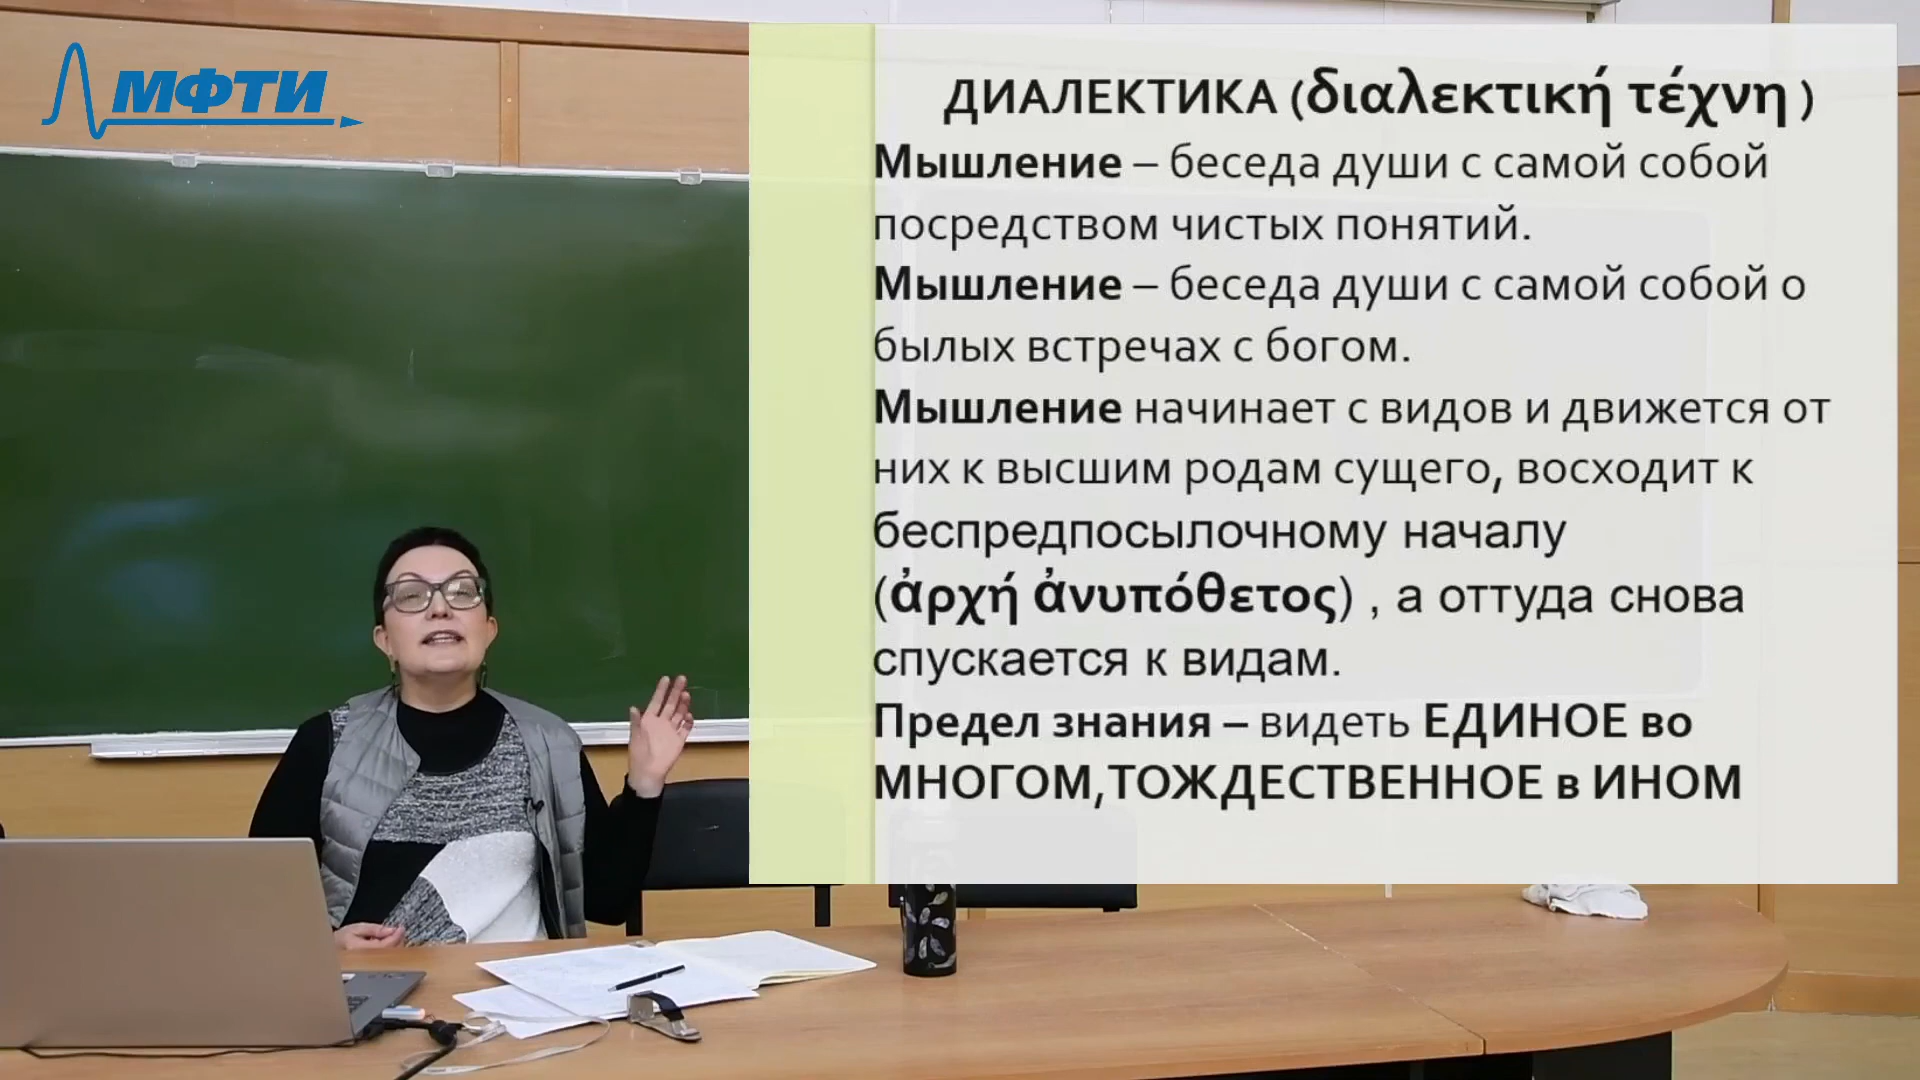 МФТИ
ДИАЛЕКТИКА (διαλεκτική τέχνη )
Мышление – беседа души с самой собой
посредством чистых понятий.
Мышление – беседа души с самой собой о
былых встречах с богом.
Мышление начинает с видов и движется от
них к высшим родам сущего, восходит к
беспредпосылочному началу
(ἀρχή ἀνυπόθετος) , а оттуда снова
спускается к видам.
Предел знания – видеть ЕДИНОЕ во
МНОГОМ,ТОЖДЕСТВЕННОЕ в ИНОМ